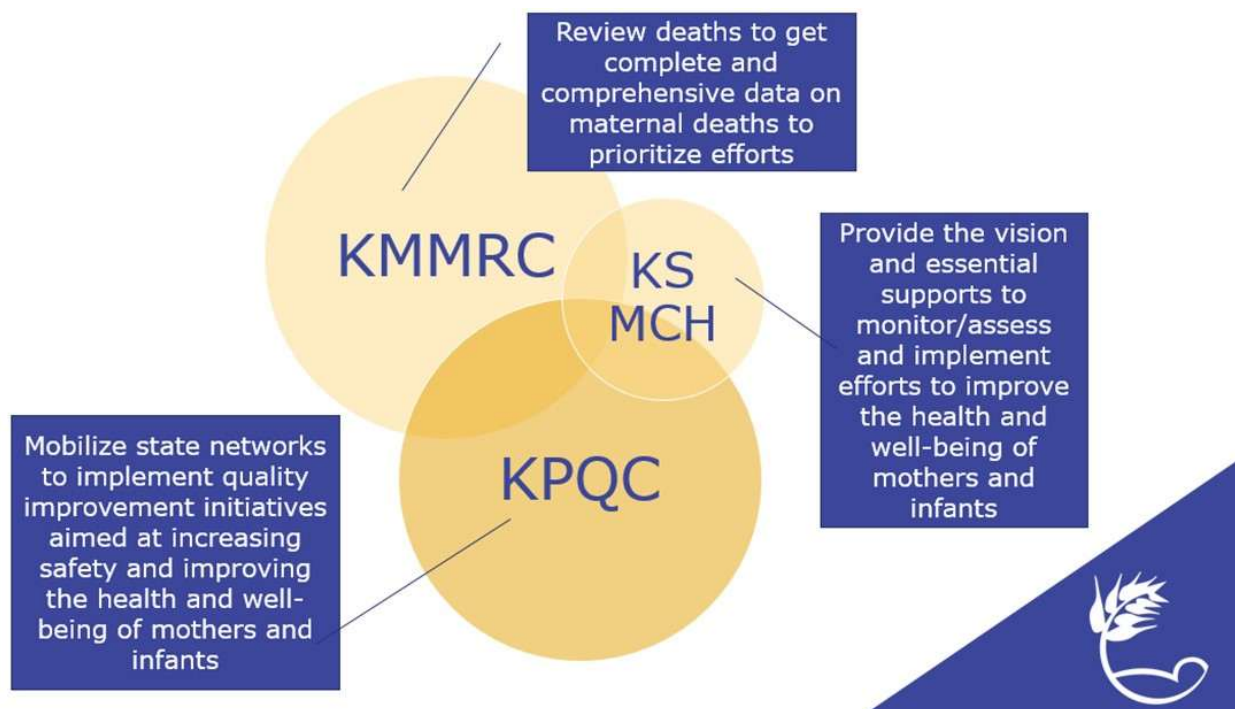 Review deaths to get
complete and
comprehensive data on
maternal deaths to
prioritize efforts
KMMRC
KS
MCH
Provide the vision
and essential
supports to
monitor/assess
and implement
efforts to improve
the health and
well-being of
mothers and
infants
KPQC
Mobilize state networks
to implement quality
improvement initiatives
aimed at increasing
safety and improving
the health and well-
being of mothers and
infants